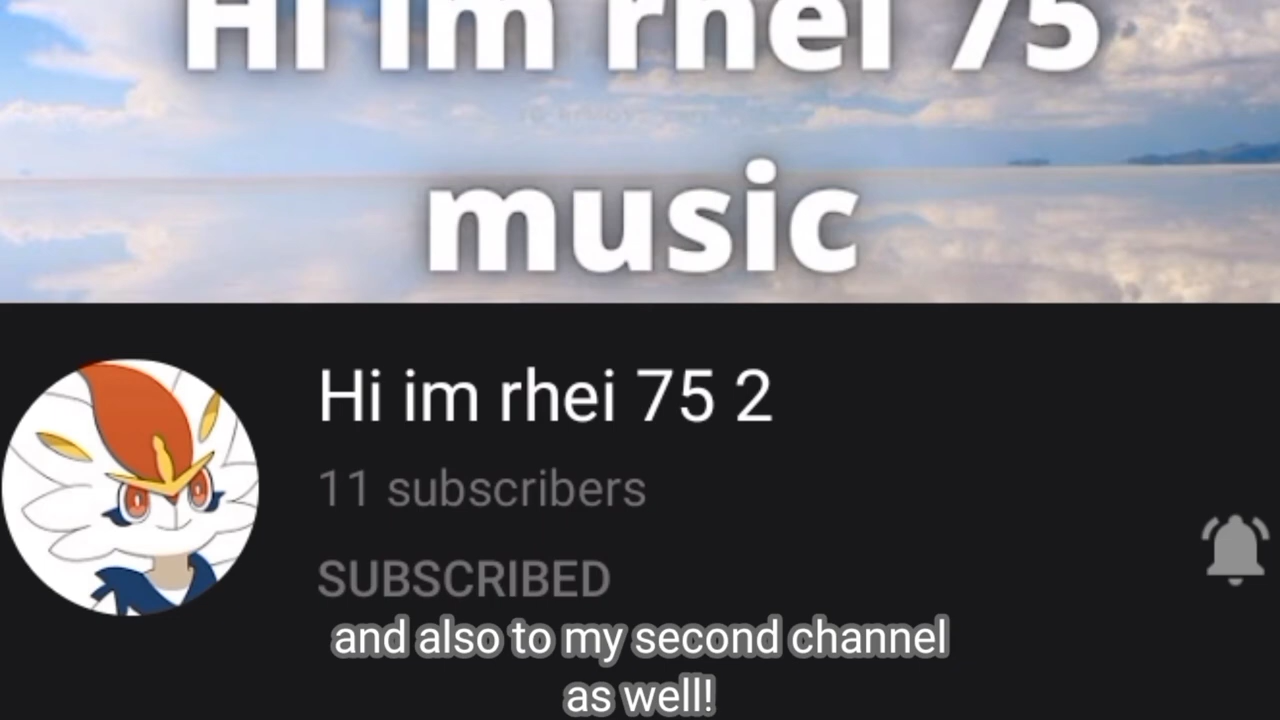 Hi im rhei 75
music
Hi im rhei 75 2
11 subscribers
SUBSCRIBED
and also to my second channel
as well!